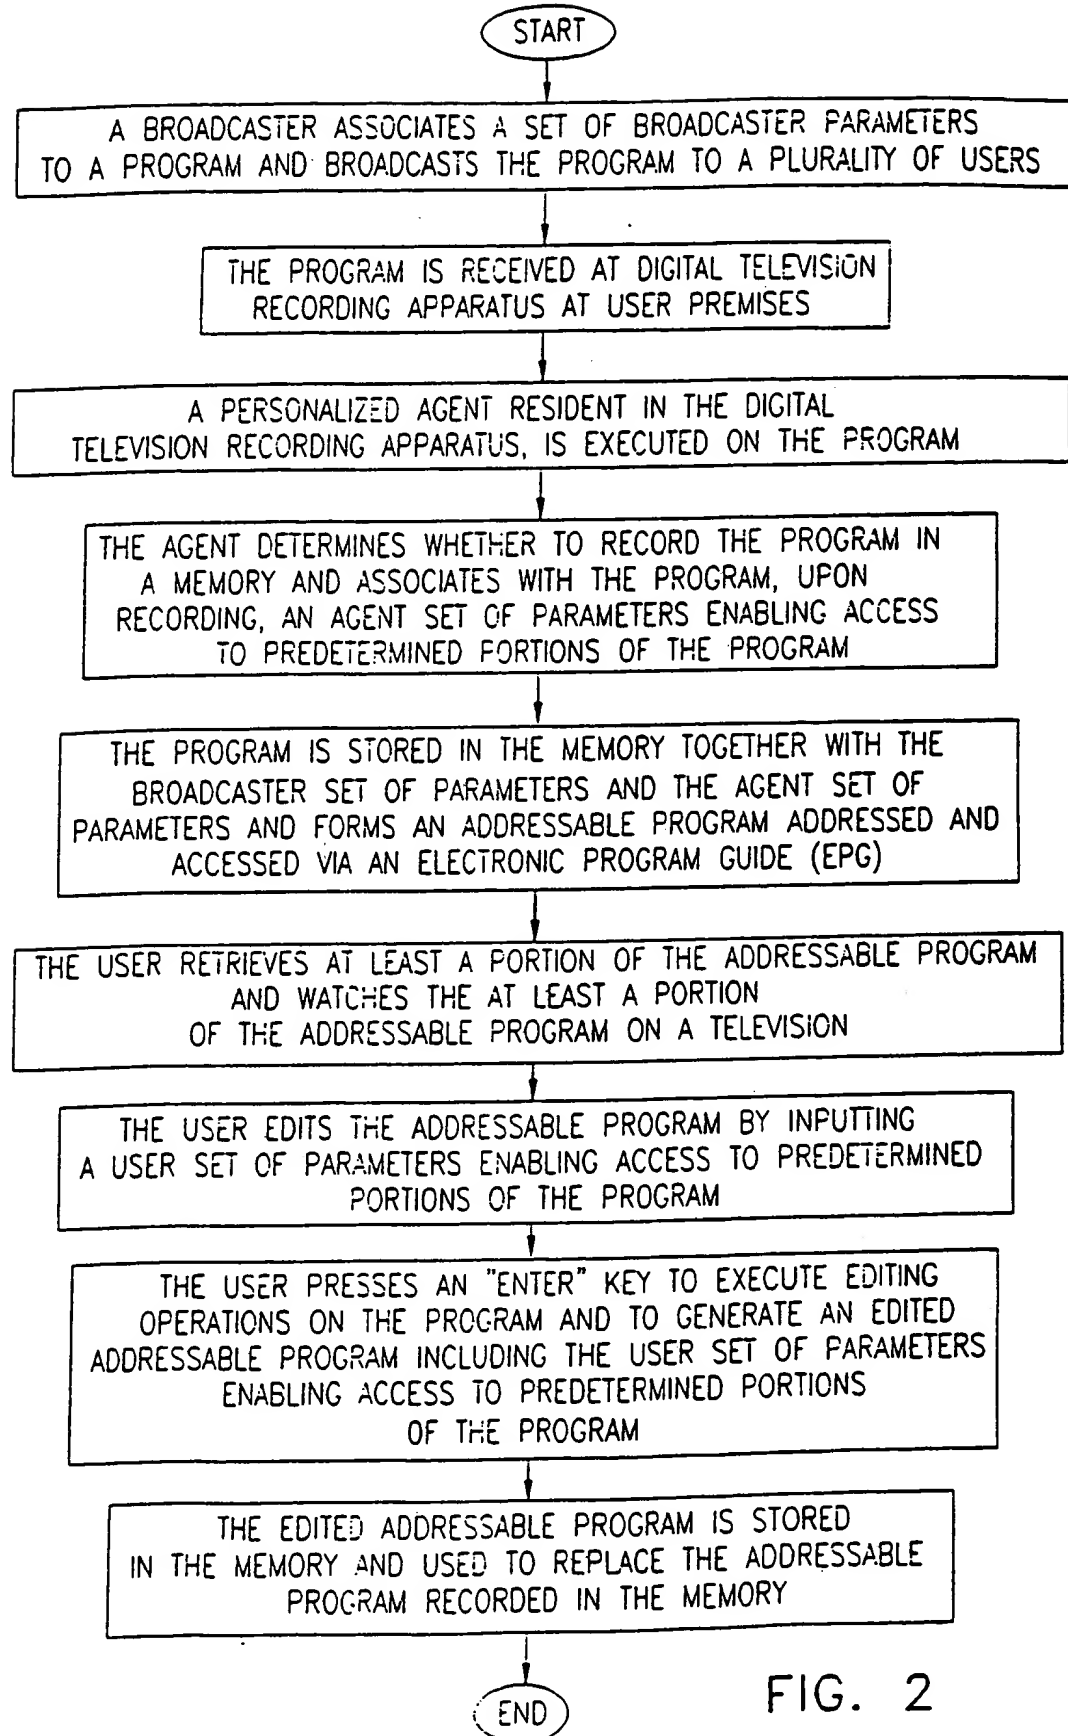 START
A BROADCASTER ASSOCIATES A SET OF BROADCASTER PARAMETERS
TO A PROGRAM AND BROADCASTS THE PROGRAM TO A PLURALITY OF USERS
THE PROGRAM IS RECEIVED AT DIGITAL TELEVISION
RECORDING APPARATUS AT USER PREMISES
A PERSONALIZED AGENT RESIDENT IN THE DIGITAL
TELEVISION RECORDING APPARATUS, IS EXECUTED ON THE PROGRAM
THE AGENT DETERMINES WHETHER TO RECORD THE PROGRAM IN
A MEMORY AND ASSOCIATES WITH THE PROGRAM, UPON
RECORDING, AN AGENT SET OF PARAMETERS ENABLING ACCESS
TO PREDETERMINED PORTIONS OF THE PROGRAM
THE PROGRAM IS STORED IN THE MEMORY TOGETHER WITH THE
BROADCASTER SET OF PARAMETERS AND THE AGENT SET OF
PARAMETERS AND FORMS AN ADDRESSABLE PROGRAM ADDRESSED AND
ACCESSED VIA AN ELECTRONIC PROGRAM GUIDE (EPG)
THE USER RETRIEVES AT LEAST A PORTION OF THE ADDRESSABLE PROGRAM
AND WATCHES THE AT LEAST A PORTION
OF THE ADDRESSABLE PROGRAM ON A TELEVISION
THE USER EDITS THE ADDRESSABLE PROGRAM BY INPUTTING
A USER SET OF PARAMETERS ENABLING ACCESS TO PREDETERMINED
PORTIONS OF THE PROGRAM
THE USER PRESSES AN "ENTER" KEY TO EXECUTE EDITING
OPERATIONS ON THE PROGRAM AND TO GENERATE AN EDITED
ADDRESSABLE PROGRAM INCLUDING THE USER SET OF PARAMETERS
ENABLING ACCESS TO PREDETERMINED PORTIONS
OF THE PROGRAM
THE EDITED ADDRESSABLE PROGRAM IS STORED
IN THE MEMORY AND USED TO REPLACE THE ADDRESSABLE
PROGRAM RECORDED IN THE MEMORY
END
FIG. 2